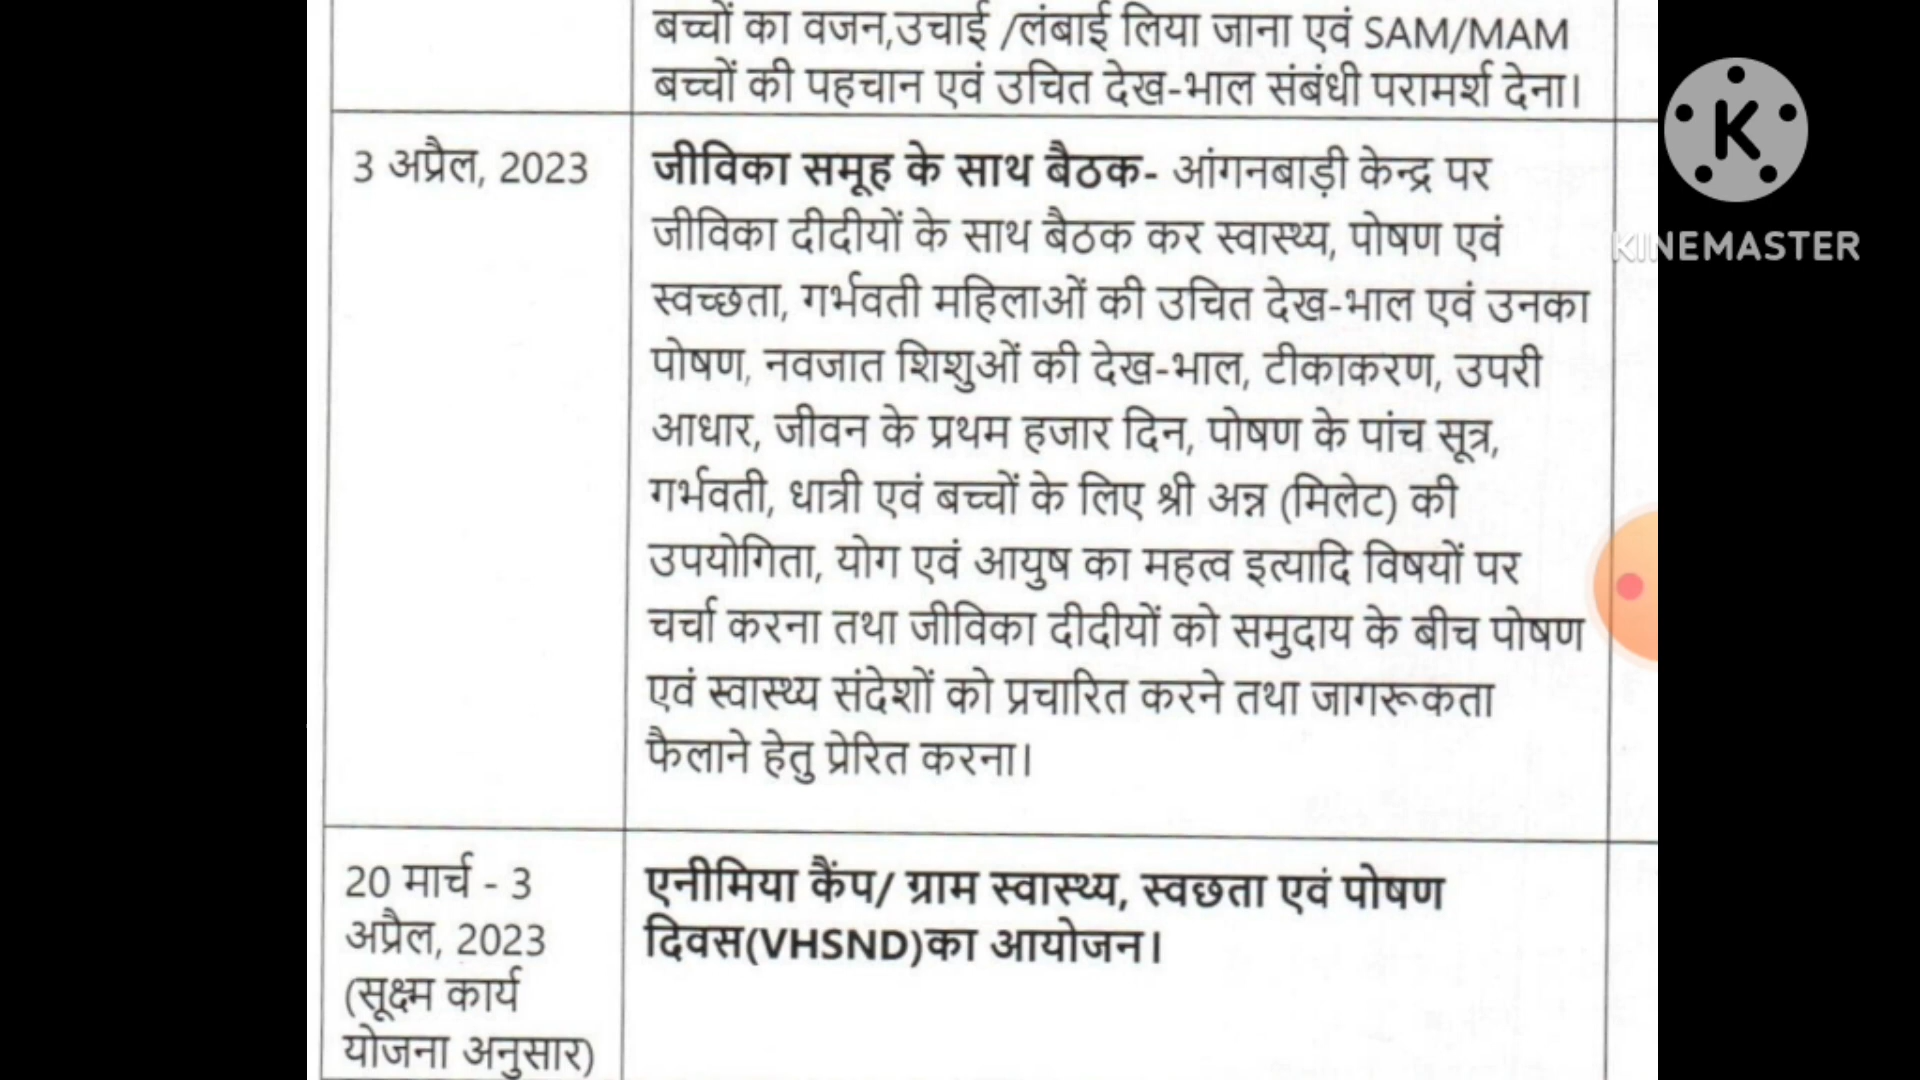 बच्चों का वजन,उचाई /लंबाई लिया जाना एवं SAM/MAM
बच्चों की पहचान एवं उचित देख-भाल संबंधी परामर्श देना।
3 अप्रैल, 2023
जीविका समूह के साथ बैठक- आंगनबाड़ी केन्द्र पर
जीविका दीदीयों के साथ बैठक कर स्वास्थ्य, पोषण एवं
स्वच्छता, गर्भवती महिलाओं की उचित देख-भाल एवं उनका
पोषण, नवजात शिशुओं की देख-भाल, टीकाकरण, उपरी
आधार, जीवन के प्रथम हजार दिन, पोषण के पांच सूत्र,
गर्भवती, धात्री एवं बच्चों के लिए श्री अन्न (मिलेट) की
उपयोगिता, योग एवं आयुष का महत्व इत्यादि विषयों पर
चर्चा करना तथा जीविका दीदीयों को समुदाय के बीच पोषण
एवं स्वास्थ्य संदेशों को प्रचारित करने तथा जागरूकता
फैलाने हेतु प्रेरित करना।
20 मार्च - 3
अप्रैल, 2023
(सूक्ष्म कार्य
योजना अनुसार)
एनीमिया कैंप/ ग्राम स्वास्थ्य, स्वछता एवं पोषण
दिवस(VHSND)का आयोजन।
K
KINEMASTER